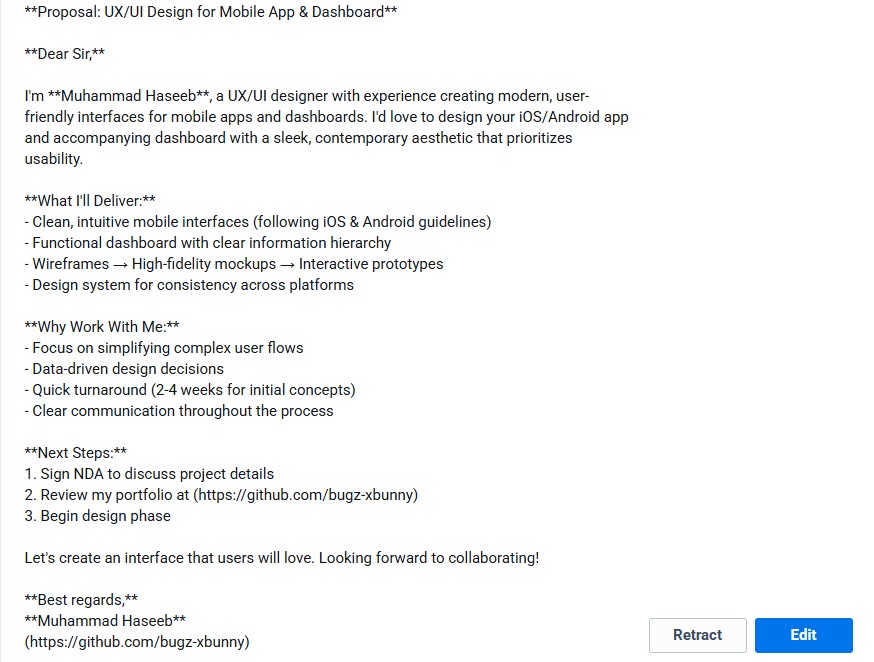 **Proposal: UX/UI Design for Mobile App & Dashboard**
**Dear Sir,**
I'm **Muhammad Haseeb**, a UX/UI designer with experience creating modern, user-
friendly interfaces for mobile apps and dashboards. I'd love to design your iOS/Android app
and accompanying dashboard with a sleek, contemporary aesthetic that prioritizes
usability.
**What I'll Deliver:**
- Clean, intuitive mobile interfaces (following iOS & Android guidelines)
- Functional dashboard with clear information hierarchy
- Wireframes → High-fidelity mockups → Interactive prototypes
- Design system for consistency across platforms
**Why Work With Me:**
- Focus on simplifying complex user flows
- Data-driven design decisions
- Quick turnaround (2-4 weeks for initial concepts)
- Clear communication throughout the process
**Next Steps:**
1. Sign NDA to discuss project details
2. Review my portfolio at (https://github.com/bugz-xbunny)
3. Begin design phase
Let's create an interface that users will love. Looking forward to collaborating!
**Best regards,**
**Muhammad Haseeb**
(https://github.com/bugz-xbunny)
Retract
Edit